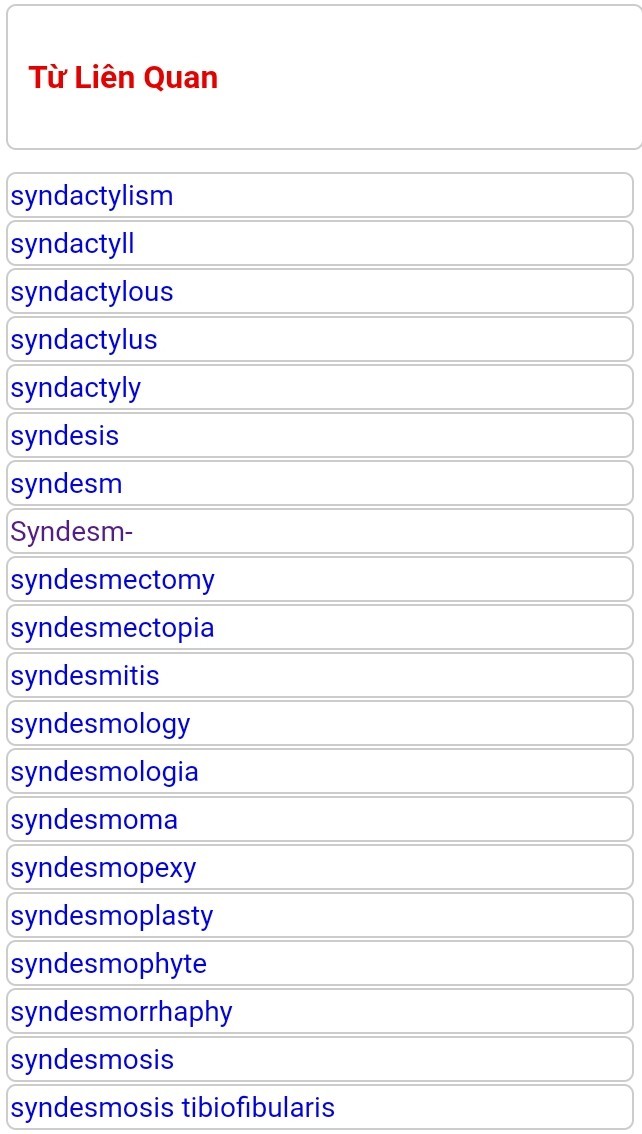 Từ Liên Quan
syndactylism
syndactyll
syndactylous
syndactylus
syndactyly
syndesis
syndesm
Syndesm-
syndesmectomy
syndesmectopia
syndesmitis
syndesmology
syndesmologia
syndesmoma
syndesmopexy
syndesmoplasty
syndesmophyte
syndesmorrhaphy
syndesmosis
syndesmosis tibiofibularis